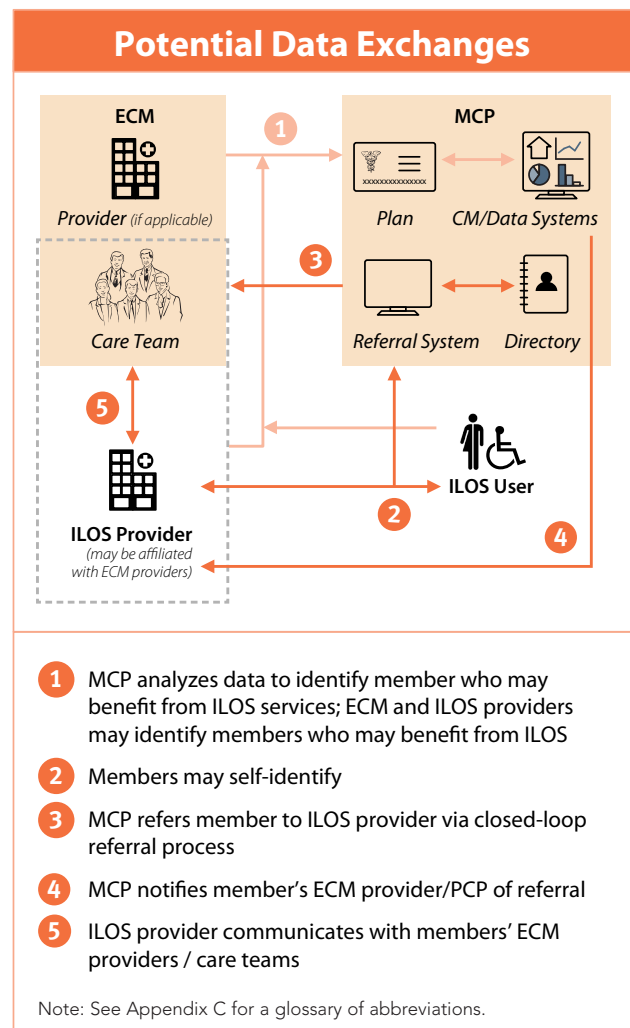 Potential Data Exchanges
ECM
1
MCP
XXXXXXXXXXXXXX
Provider (if applicable)
Plan
CM/Data Systems
3
Care Team
Referral System
Directory
5
ILOS User
2
ILOS Provider
(may be affiliated
with ECM providers)
4
1 MCP analyzes data to identify member who may
benefit from ILOS services; ECM and ILOS providers
may identify members who may benefit from ILOS
2 Members may self-identify
3 MCP refers member to ILOS provider via closed-loop
referral process
4 MCP notifies member’s ECM provider/PCP of referral
5 ILOS provider communicates with members’ ECM
providers / care teams
Note: See Appendix C for a glossary of abbreviations.